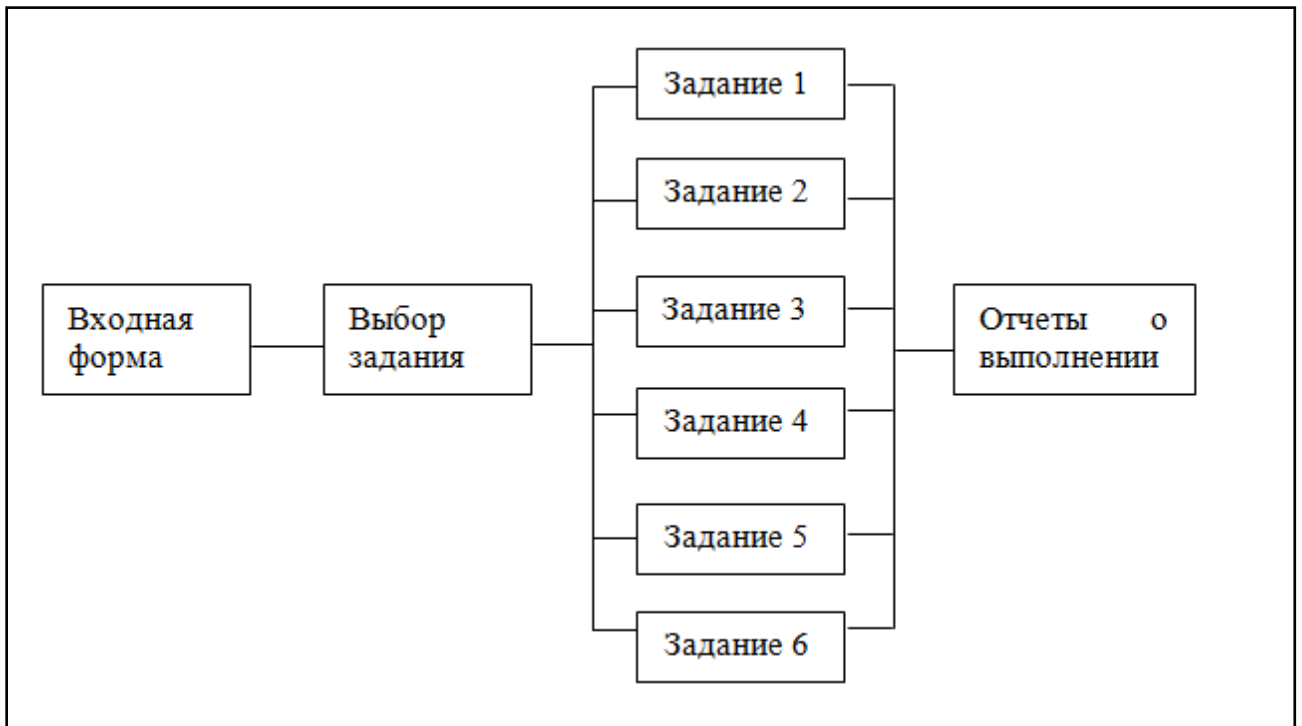 Входная
форма
Выбор
задания
Задание 1
Задание 2
Задание 3
Задание 4
Задание 5
Задание 6
Отчеты о
выполнении